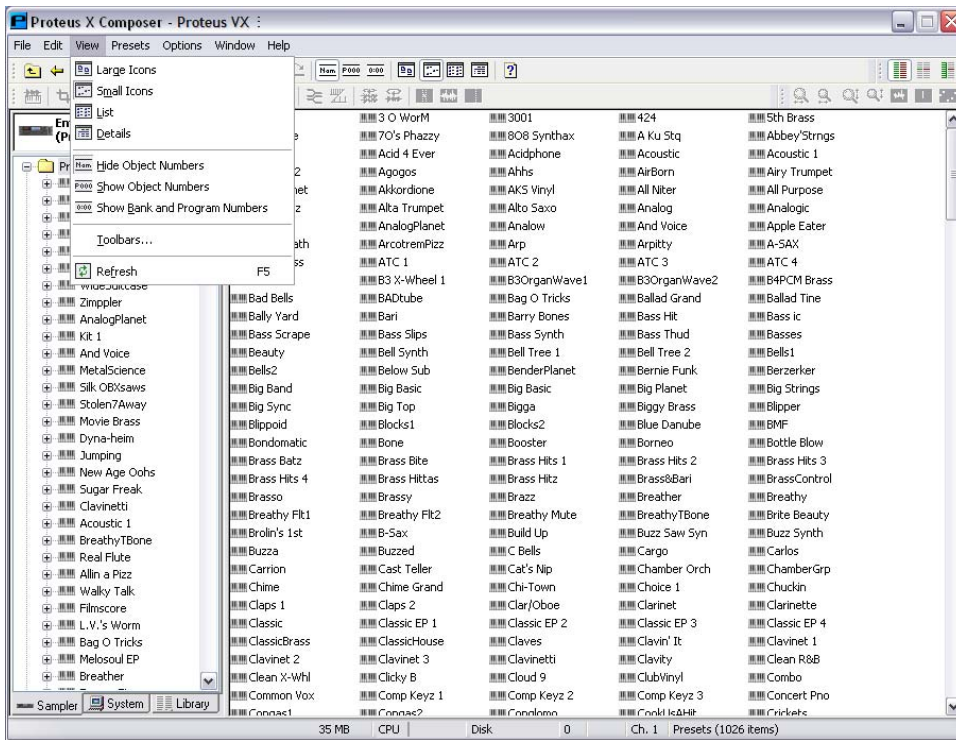 Proteus X Composer - Proteus VX
File Edit View Presets Options Window Help
Large Icons
Small Icons
List
Details
Hide Object Numbers
Show Object Numbers
Show Bank and Program Numbers
Toolbars...
Refresh F5
Nam P000 0:00
Zimppler
AnalogPlanet
Kit 1
And Voice
MetalScience
Silk OBXsaws
Stolen7Away
Movie Brass
Dyna-heim
Jumping
New Age Oohs
Sugar Freak
Clavinetti
Acoustic 1
BreathyTBone
Real Flute
Allin a Pizz
Walky Talk
Filmscore
L.V.'s Worm
Bag O Tricks
Melosoul EP
Breather
Sampler System Library
3 O WorM 3001 424 5th Brass
70's Phazzy 808 Synthax A Ku Stq Abbey'Strngs
Acid 4 Ever Acidphone Acoustic Acoustic 1
Agogos Ahhs AirBorn Airy Trumpet
Akkordione AKS Vinyl All Niter All Purpose
Alta Trumpet Alto Saxo Analog Analogic
AnalogPlanet Analow And Voice Apple Eater
ArcotremPizz Arp Arpitty A-SAX
ATC 1 ATC 2 ATC 3 ATC 4
B3 X-Wheel 1 B3OrganWave1 B3OrganWave2 B4PCM Brass
Bad Bells BADtube Bag O Tricks Ballad Grand Ballad Tine
Bally Yard Bari Barry Bones Bass Hit Bass ic
Bass Scrape Bass Slips Bass Synth Bass Thud Basses
Beauty Bell Synth Bell Tree 1 Bell Tree 2 Bells1
Bells2 Below Sub BenderPlanet Bernie Funk Berzerker
Big Band Big Basic Big Basic Big Planet Big Strings
Big Sync Big Top Bigga Biggy Brass Blipper
Blippoid Blocks1 Blocks2 Blue Danube BMF
Bondomatic Bone Booster Borneo Bottle Blow
Brass Batz Brass Bite Brass Hits 1 Brass Hits 2 Brass Hits 3
Brass Hits 4 Brass Hittas Brass Hitz Brass&Bari BrassControl
Brasso Brassy Brazz Breather Breathy
Breathy Flt1 Breathy Flt2 Breathy Mute BreathyTBone Brite Beauty
Brolin's 1st B-Sax Build Up Buzz Saw Syn Buzz Synth
Buzza Buzzed C Bells Cargo Carlos
Carrion Cast Teller Cat's Nip Chamber Orch ChamberGrp
Chime Chime Grand Chi-Town Choice 1 Chuckin
Claps 1 Claps 2 Clar/Oboe Clarinet Clarinette
Classic Classic EP 1 Classic EP 2 Classic EP 3 Classic EP 4
ClassicBrass ClassicHouse Claves Clavin' It Clavinet 1
Clavinet 2 Clavinet 3 Clavinetti Clavity Clean R&B
Clean X-Whl Clicky B Cloud 9 ClubVinyl Combo
Common Vox Comp Keyz 1 Comp Keyz 2 Comp Keyz 3 Concert Pno
Congas1 Congas2 Conglomo CookUsAHit Crickets
35 MB CPU Disk 0 Ch. 1 Presets (1026 items)